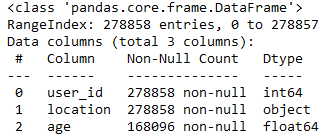 <class 'pandas.core.frame.DataFrame'>
RangeIndex: 278858 entries, 0 to 278857
Data columns (total 3 columns):
 #   Column    Non-Null Count   Dtype
---  ------    --------------   -----
 0   user_id   278858 non-null  int64
 1   location  278858 non-null  object
 2   age       168096 non-null  float64